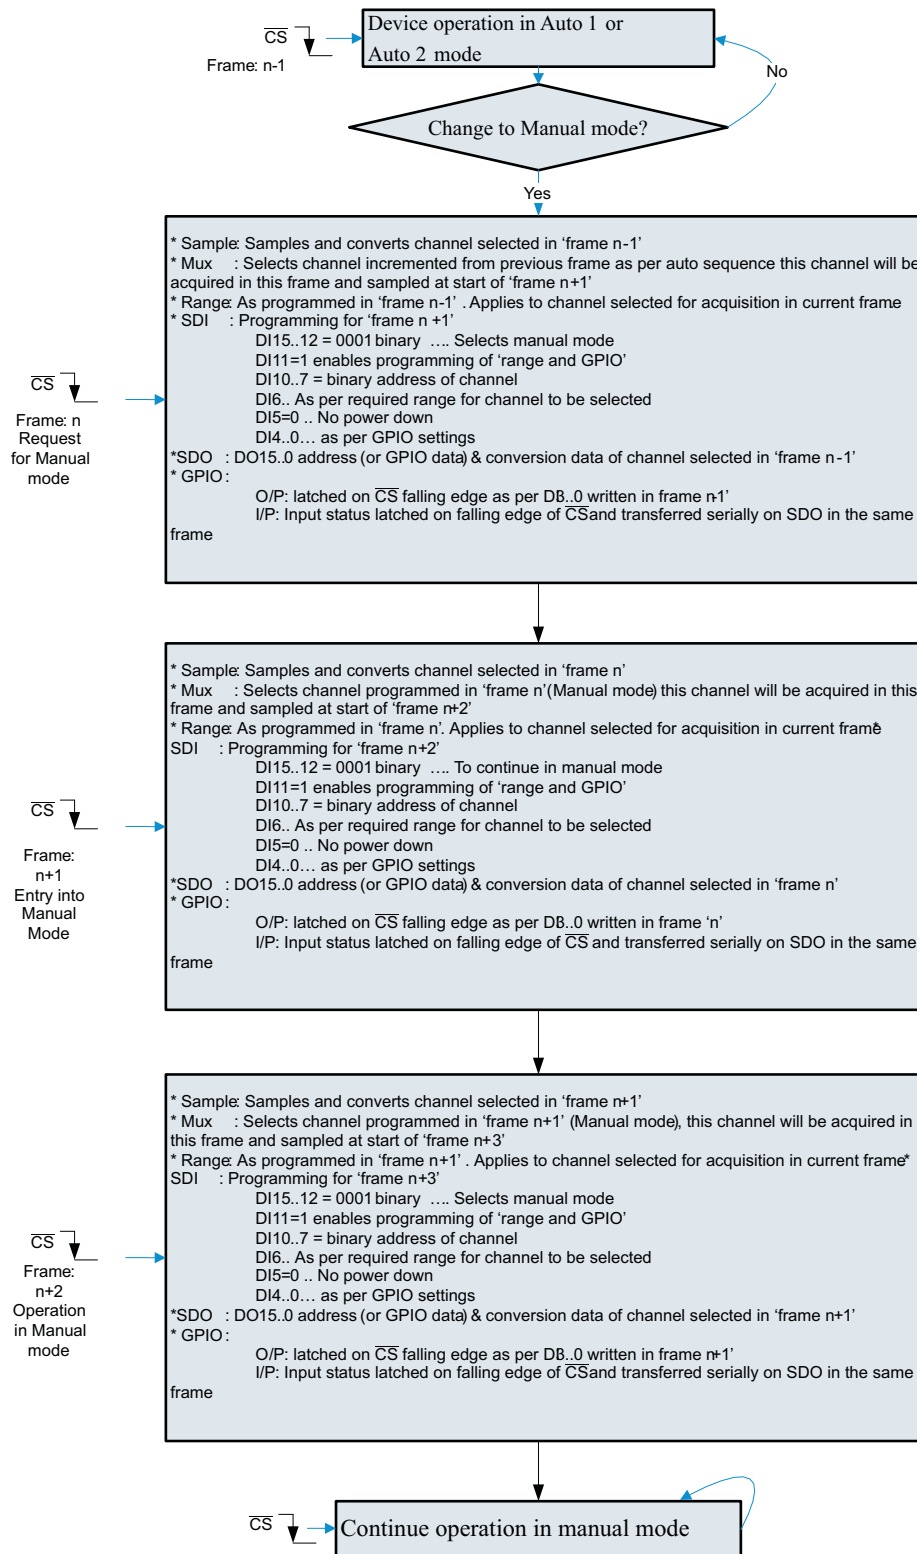 Device operation in Auto 1 or
Auto 2 mode
CS
Frame: n-1
No
Change to Manual mode?
Yes
* Sample: Samples and converts channel selected in ‘frame n-1’
* Mux : Selects channel incremented from previous frame as per auto sequence this channel will be
acquired in this frame and sampled at start of ‘frame n+1’
* Range: As programmed in ‘frame n-1’ . Applies to channel selected for acquisition in current frame
* SDI : Programming for ‘frame n +1’
DI15..12 = 0001 binary …. Selects manual mode
DI11=1 enables programming of ‘range and GPIO’
DI10..7 = binary address of channel
DI6.. As per required range for channel to be selected
DI5=0 .. No power down
DI4..0… as per GPIO settings
*SDO : DO15..0 address (or GPIO data) & conversion data of channel selected in ‘frame n-1’
* GPIO :
O/P: latched on CS falling edge as per DB..0 written in frame n-1’
I/P: Input status latched on falling edge of CS and transferred serially on SDO in the same
frame
CS
Frame: n
Request
for Manual
mode
* Sample: Samples and converts channel selected in ‘frame n’
* Mux : Selects channel programmed in ‘frame n’(Manual mode) this channel will be acquired in this
frame and sampled at start of ‘frame n+2’
* Range: As programmed in ‘frame n’. Applies to channel selected for acquisition in current frame*
SDI : Programming for ‘frame n+2’
DI15..12 = 0001 binary …. To continue in manual mode
DI11=1 enables programming of ‘range and GPIO’
DI10..7 = binary address of channel
DI6.. As per required range for channel to be selected
DI5=0 .. No power down
DI4..0… as per GPIO settings
*SDO : DO15..0 address (or GPIO data) & conversion data of channel selected in ‘frame n’
* GPIO :
O/P: latched on CS falling edge as per DB..0 written in frame ‘n’
I/P: Input status latched on falling edge of CS and transferred serially on SDO in the same
frame
CS
Frame:
n+1
Entry into
Manual
Mode
* Sample: Samples and converts channel selected in ‘frame n+1’
* Mux : Selects channel programmed in ‘frame n+1’ (Manual mode), this channel will be acquired in
this frame and sampled at start of ‘frame n+3’
* Range: As programmed in ‘frame n+1’ . Applies to channel selected for acquisition in current frame*
SDI : Programming for ‘frame n+3’
DI15..12 = 0001 binary …. Selects manual mode
DI11=1 enables programming of ‘range and GPIO’
DI10..7 = binary address of channel
DI6.. As per required range for channel to be selected
DI5=0 .. No power down
DI4..0… as per GPIO settings
*SDO : DO15..0 address (or GPIO data) & conversion data of channel selected in ‘frame n+1’
* GPIO :
O/P: latched on CS falling edge as per DB..0 written in frame n+1’
I/P: Input status latched on falling edge of CS and transferred serially on SDO in the same
frame
CS
Frame:
n+2
Operation
in Manual
mode
CS
Continue operation in manual mode